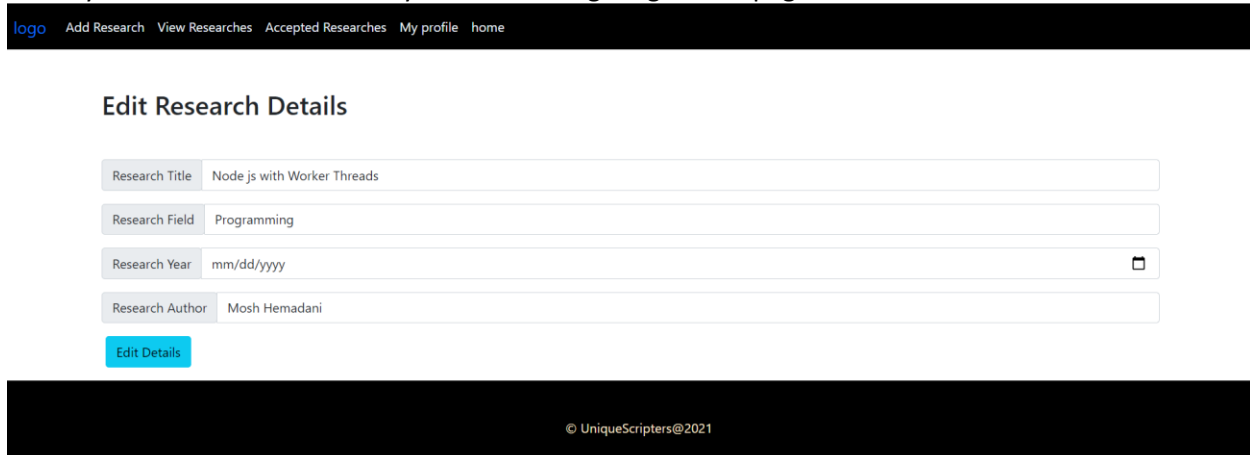 logo Add Research View Researches Accepted Researches My profile home
Edit Research Details
Research Title Node js with Worker Threads
Research Field Programming
Research Year mm/dd/yyyy
Research Author Mosh Hemadani
Edit Details
© UniqueScripters@2021